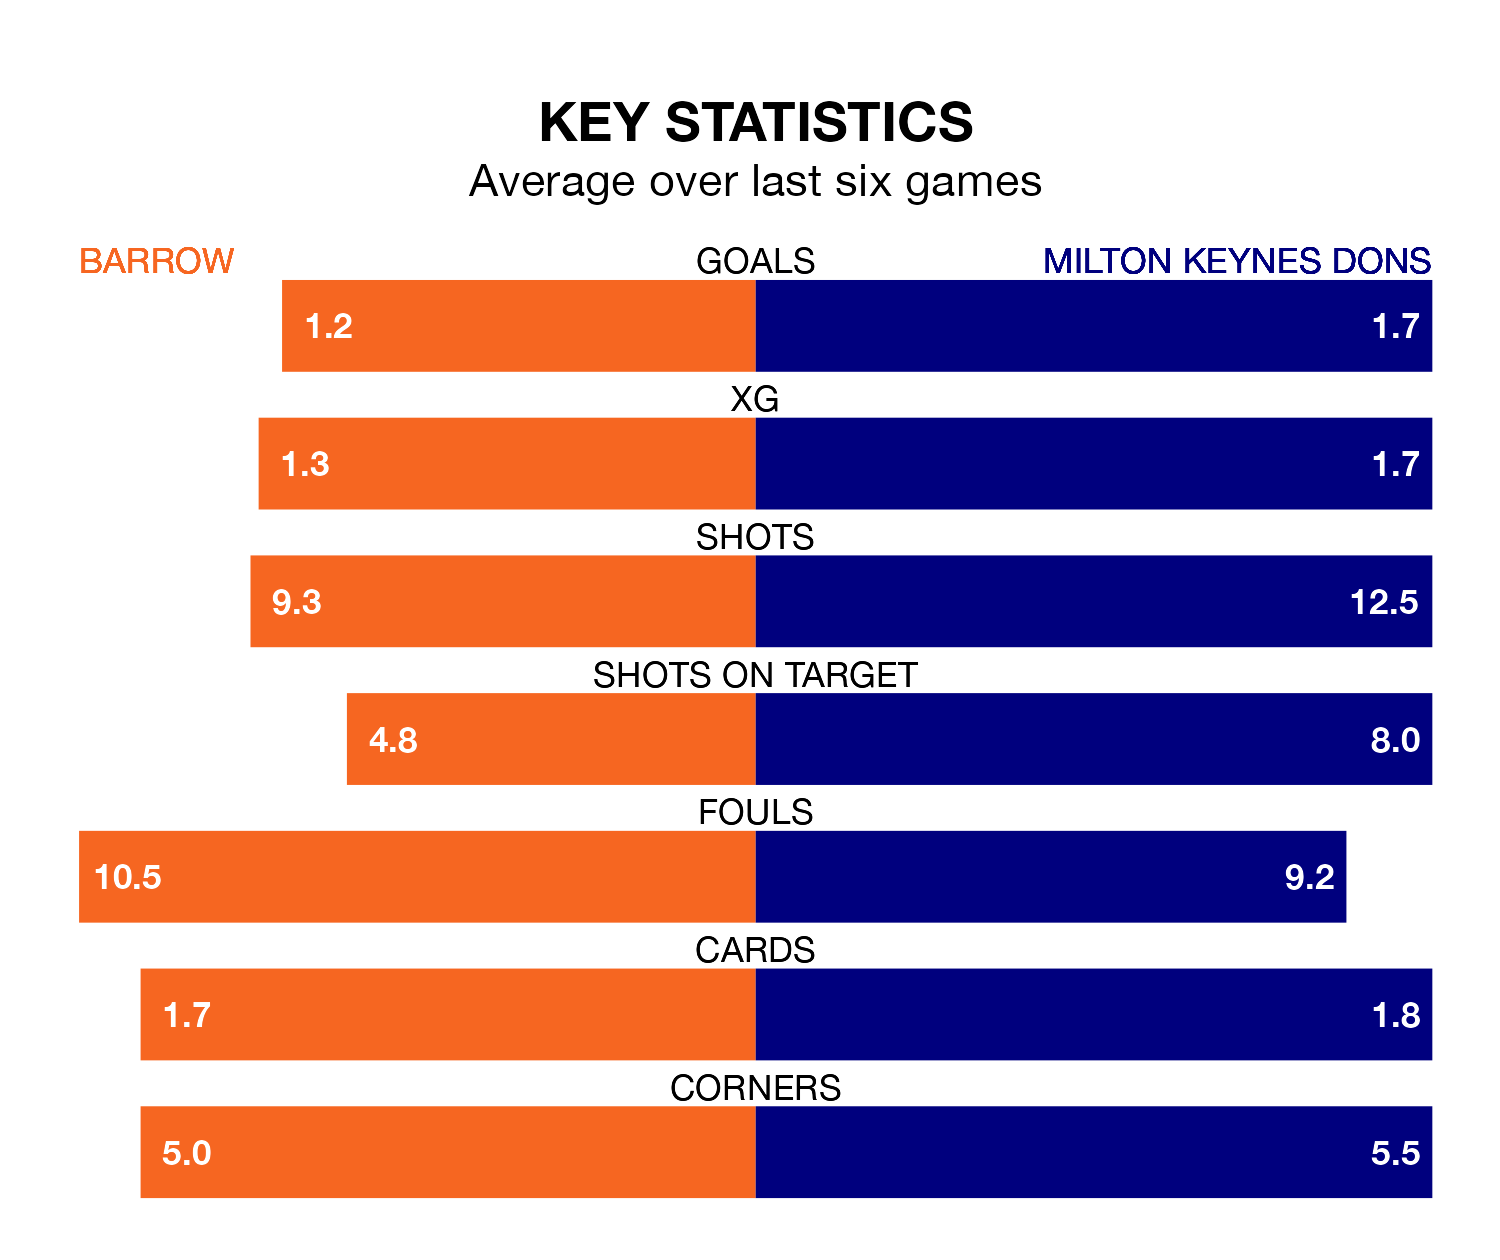 KEY STATISTICS
Average over last six games
BARROW GOALS MILTON KEYNES DONS
1.2 1.7
XG
1.3 1.7
SHOTS
9.3 12.5
SHOTS ON TARGET
4.8 8.0
FOULS
10.5 9.2
CARDS
1.7 1.8
CORNERS
5.0 5.5